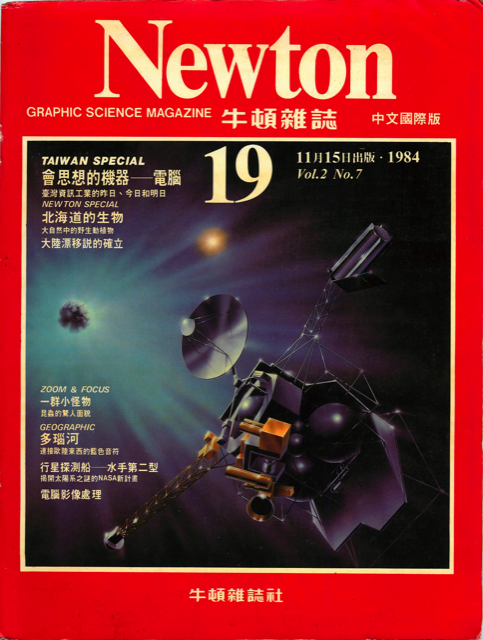 Newton
GRAPHIC SCIENCE MAGAZINE 牛頓雜誌 中文國際版
19
11月15日出版·1984
Vol.2 No.7
TAIWAN SPECIAL
會思想的機器──電腦
臺灣資訊工業的昨日、今日和明日
NEWTON SPECIAL
北海道的生物
大自然中的野生動植物
大陸漂移說的確立
ZOOM & FOCUS
一群小怪物
昆蟲的驚人面貌
GEOGRAPHIC
多瑙河
連接歐陸東西的藍色音符
行星探測船──水手第二型
揭開太陽系之謎的NASA新計畫
電腦影像處理
牛頓雜誌社